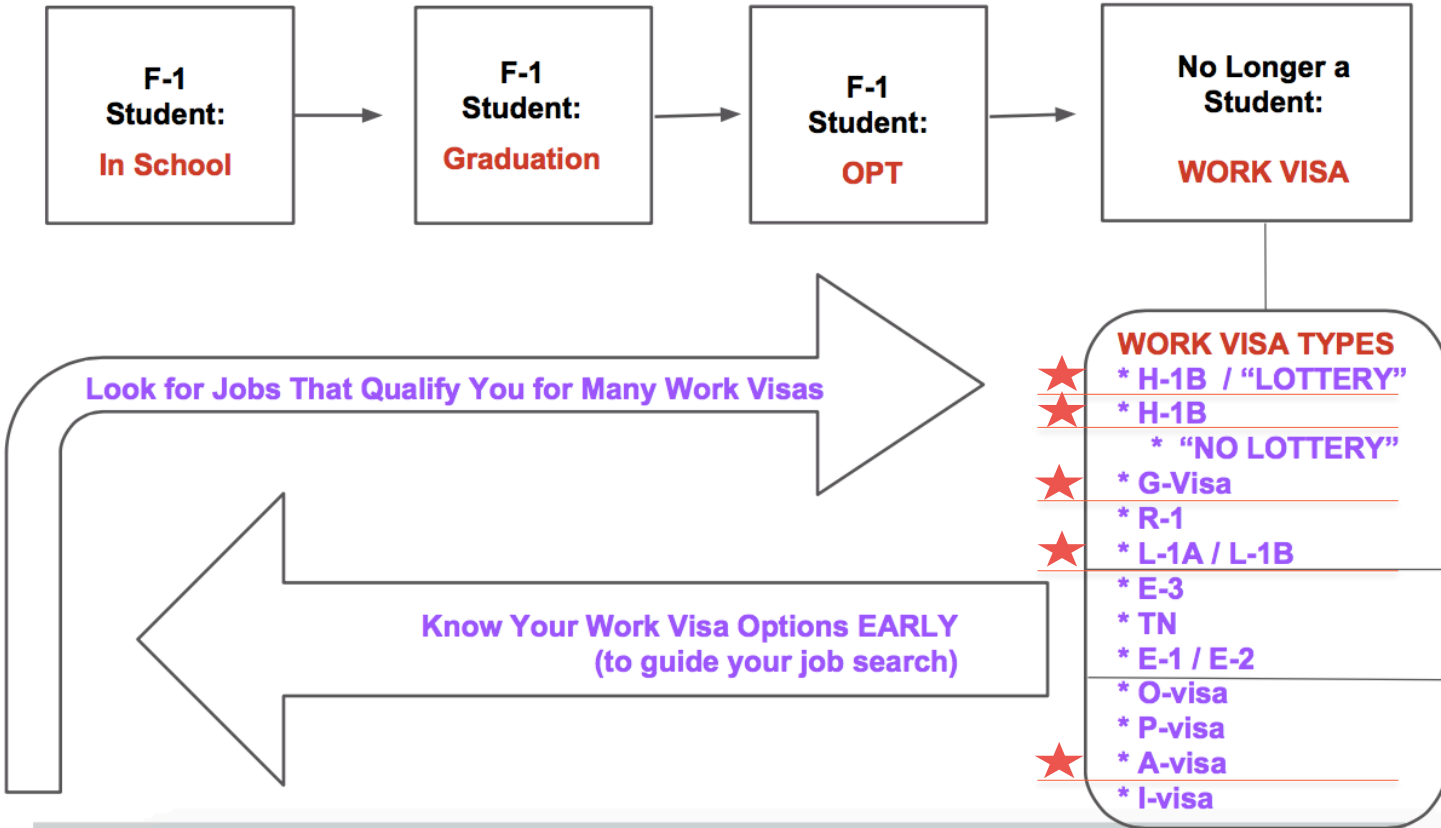 F-1
Student:
In School
F-1
Student:
Graduation
F-1
Student:
OPT
No Longer a
Student:
WORK VISA
Look for Jobs That Qualify You for Many Work Visas
Know Your Work Visa Options EARLY
(to guide your job search)
WORK VISA TYPES
* H-1B / “LOTTERY”
* H-1B
* “NO LOTTERY”
* G-Visa
* R-1
* L-1A / L-1B
* E-3
* TN
* E-1 / E-2
* O-visa
* P-visa
* A-visa
* I-visa